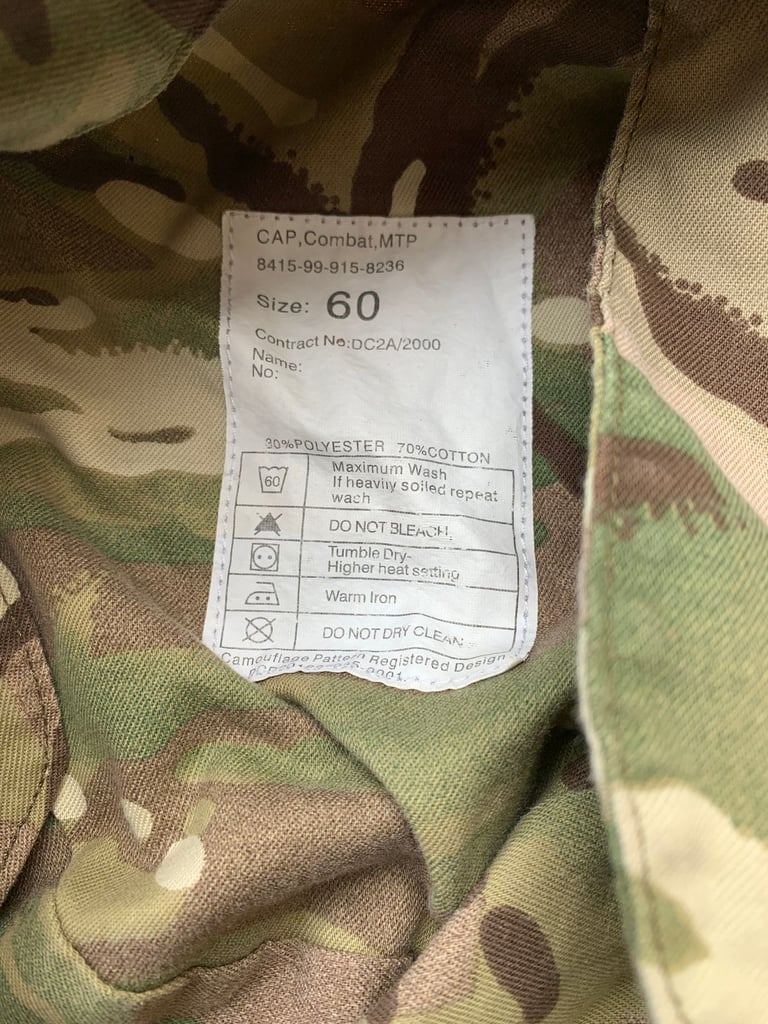 CAP,Combat,MTP
8415-99-915-8236
Size: 60
Contract No:DC2A/2000
Name:
No:
30%POLYESTER 70%COTTON
60
Maximum Wash
If heavily soiled repeat
wash
DO NOT BLEACH
Tumble Dry-
Higher heat setting
Warm Iron
DO NOT DRY CLEAN
Camouflage Pattern Registered Design